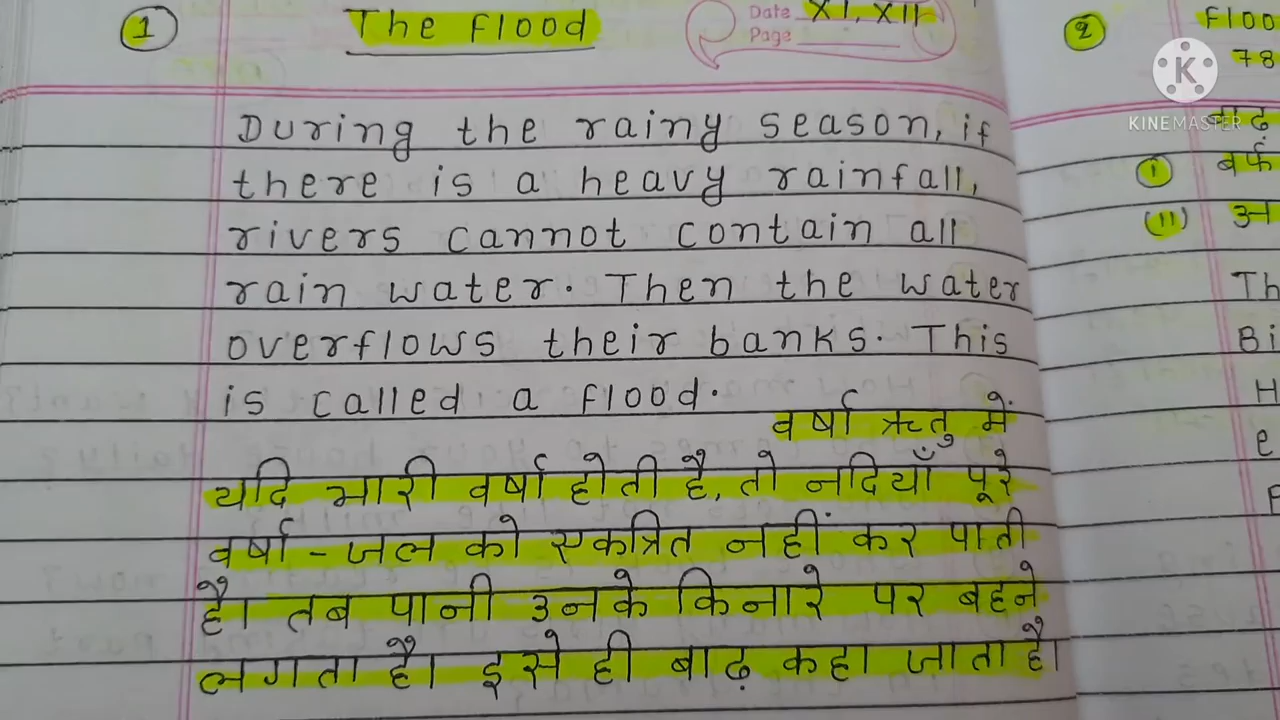 1
The Flood
Date XI, XII
Page
During the rainy season, if
there is a heavy rainfall,
rivers cannot contain all
rain water. Then the water
overflows their banks. This
is called a flood.
वर्षा ऋतु में
यदि भारी वर्षा होती है, तो नदियाँ पूरे
वर्षा - जल को एकत्रित नहीं कर पाती
है। तब पानी उनके किनारे पर बहने
लगता है। इसे ही बाढ़ कहा जाता है।
2
Floo
78
K
KINEMASTER
(i) बर्फ
(ii)
Th
Bi
H
e